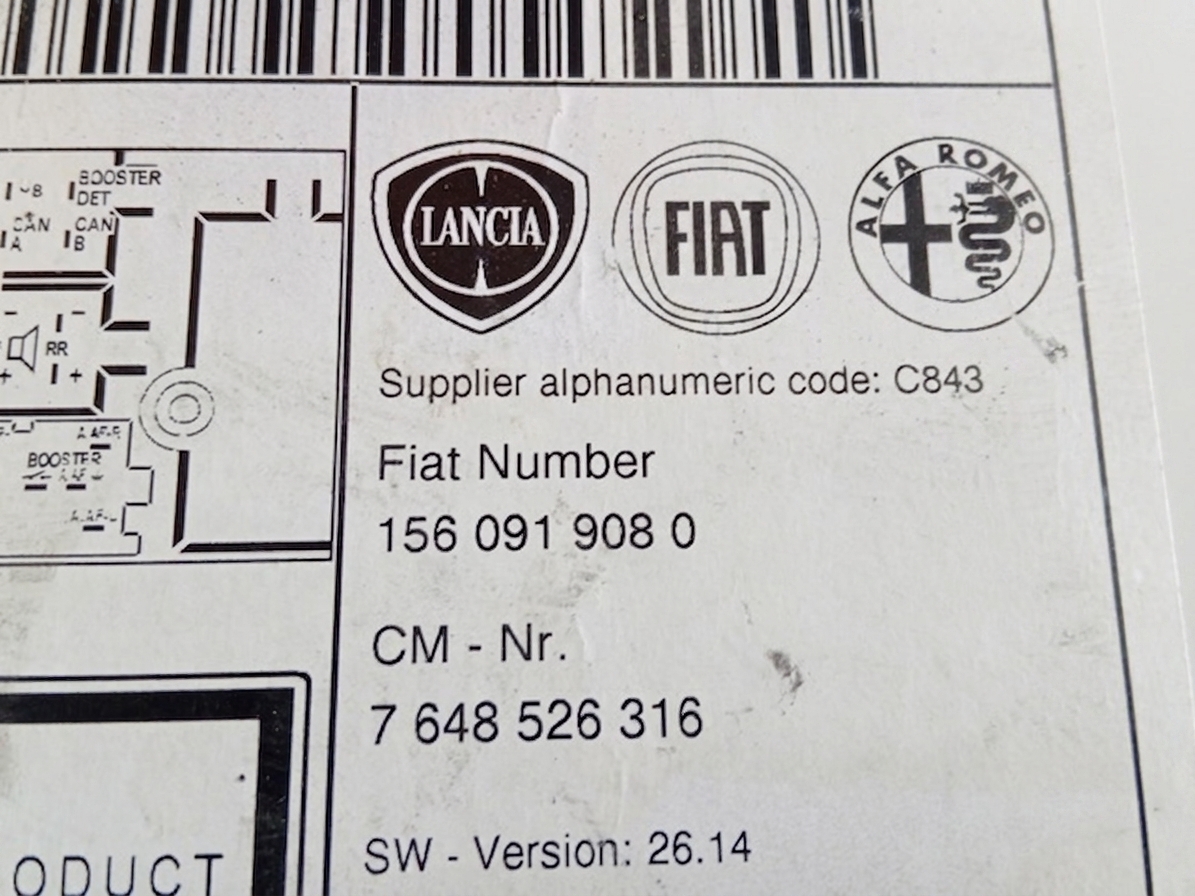 BOOSTER
DET
CAN CAN
A B
RR
BOOSTER
LANCIA
FIAT
ALFA ROMEO
Supplier alphanumeric code: C843
Fiat Number
156 091 908 0
CM - Nr.
7 648 526 316
SW - Version: 26.14
ODUCT